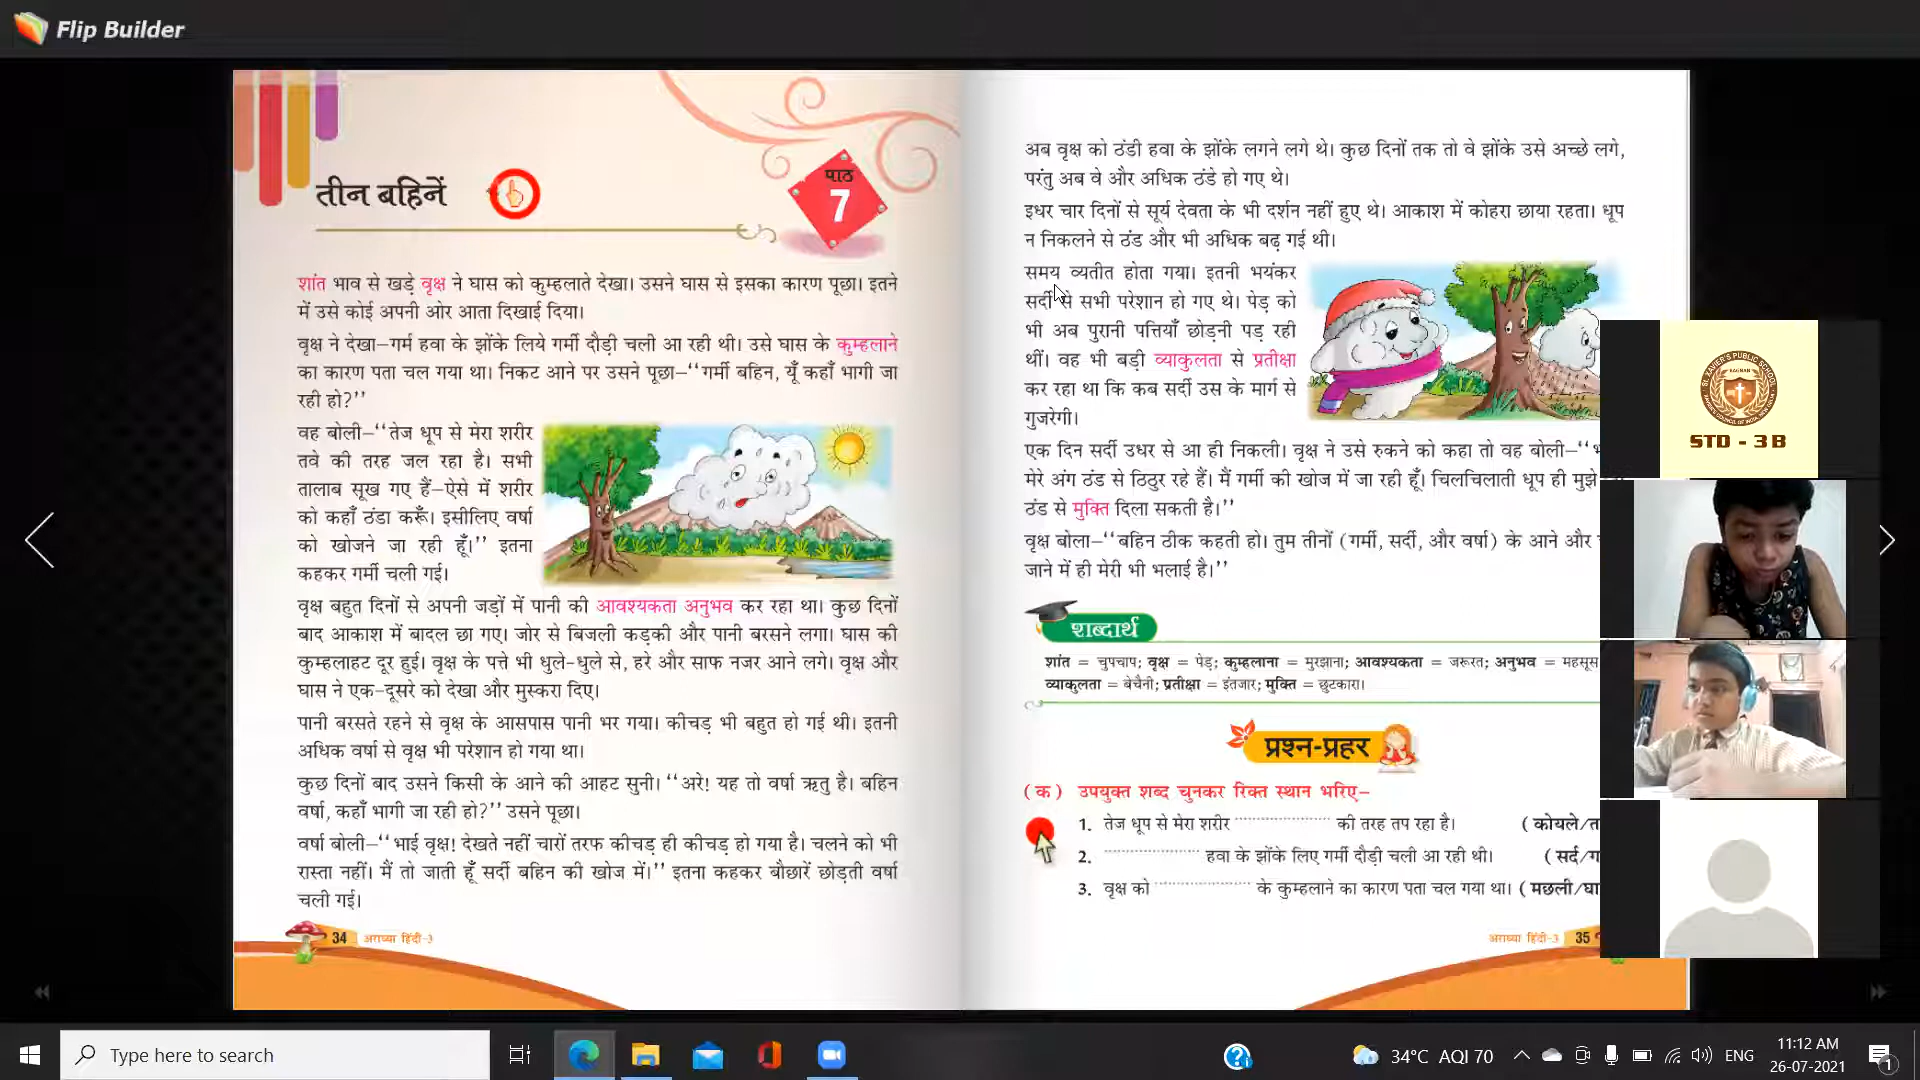 Flip Builder
तीन बहिनें
पाठ
7
शांत भाव से खड़े वृक्ष ने घास को कुम्हलाते देखा। उसने घास से इसका कारण पूछा। इतने
में उसे कोई अपनी ओर आता दिखाई दिया।
वृक्ष ने देखा–गर्म हवा के झोंके लिये गर्मी दौड़ी चली आ रही थी। उसे घास के कुम्हलाने
का कारण पता चल गया था। निकट आने पर उसने पूछा–‘‘गर्मी बहिन, यूँ कहाँ भागी जा
रही हो?’’
वह बोली–‘‘तेज धूप से मेरा शरीर
तवे की तरह जल रहा है। सभी
तालाब सूख गए हैं–ऐसे में शरीर
को कहाँ ठंडा करूँ। इसीलिए वर्षा
को खोजने जा रही हूँ।’’ इतना
कहकर गर्मी चली गई।
वृक्ष बहुत दिनों से अपनी जड़ों में पानी की आवश्यकता अनुभव कर रहा था। कुछ दिनों
बाद आकाश में बादल छा गए। जोर से बिजली कड़की और पानी बरसने लगा। घास की
कुम्हलाहट दूर हुई। वृक्ष के पत्ते भी धुले-धुले से, हरे और साफ नजर आने लगे। वृक्ष और
घास ने एक-दूसरे को देखा और मुस्करा दिए।
पानी बरसते रहने से वृक्ष के आसपास पानी भर गया। कीचड़ भी बहुत हो गई थी। इतनी
अधिक वर्षा से वृक्ष भी परेशान हो गया था।
कुछ दिनों बाद उसने किसी के आने की आहट सुनी। ‘‘अरे! यह तो वर्षा ऋतु है। बहिन
वर्षा, कहाँ भागी जा रही हो?’’ उसने पूछा।
वर्षा बोली–‘‘भाई वृक्ष! देखते नहीं चारों तरफ कीचड़ ही कीचड़ हो गया है। चलने को भी
रास्ता नहीं। मैं तो जाती हूँ सर्दी बहिन की खोज में।’’ इतना कहकर बौछारें छोड़ती वर्षा
चली गई।
34 अराध्या हिंदी-3
अब वृक्ष को ठंडी हवा के झोंके लगने लगे थे। कुछ दिनों तक तो वे झोंके उसे अच्छे लगे,
परंतु अब वे और अधिक ठंडे हो गए थे।
इधर चार दिनों से सूर्य देवता के भी दर्शन नहीं हुए थे। आकाश में कोहरा छाया रहता। धूप
न निकलने से ठंड और भी अधिक बढ़ गई थी।
समय व्यतीत होता गया। इतनी भयंकर
सर्दी से सभी परेशान हो गए थे। पेड़ को
भी अब पुरानी पत्तियाँ छोड़नी पड़ रही
थीं। वह भी बड़ी व्याकुलता से प्रतीक्षा
कर रहा था कि कब सर्दी उस के मार्ग से
गुजरेगी।
एक दिन सर्दी उधर से आ ही निकली। वृक्ष ने उसे रुकने को कहा तो वह बोली–‘‘
मेरे अंग ठंड से ठिठुर रहे हैं। मैं गर्मी की खोज में जा रही हूँ। चिलचिलाती धूप ही मुझे
ठंड से मुक्ति दिला सकती है।’’
वृक्ष बोला–‘‘बहिन ठीक कहती हो। तुम तीनों (गर्मी, सर्दी, और वर्षा) के आने और
जाने में ही मेरी भी भलाई है।’’
शब्दार्थ
शांत = चुपचाप; वृक्ष = पेड़; कुम्हलाना = मुरझाना; आवश्यकता = जरूरत; अनुभव = महसूस
व्याकुलता = बेचैनी; प्रतीक्षा = इंतजार; मुक्ति = छुटकारा।
प्रश्न-प्रहर
(क) उपयुक्त शब्द चुनकर रिक्त स्थान भरिए–
1. तेज धूप से मेरा शरीर .................... की तरह तप रहा है। (कोयले/त
2. .................... हवा के झोंके लिए गर्मी दौड़ी चली आ रही थी। (सर्द/ग
3. वृक्ष को .................... के कुम्हलाने का कारण पता चल गया था। (मछली/घा
अराध्या हिंदी-3 35
ST. XAVIER'S PUBLIC SCHOOL
STD - 3 B
Type here to search
34°C AQI 70
ENG
11:12 AM
26-07-2021
1